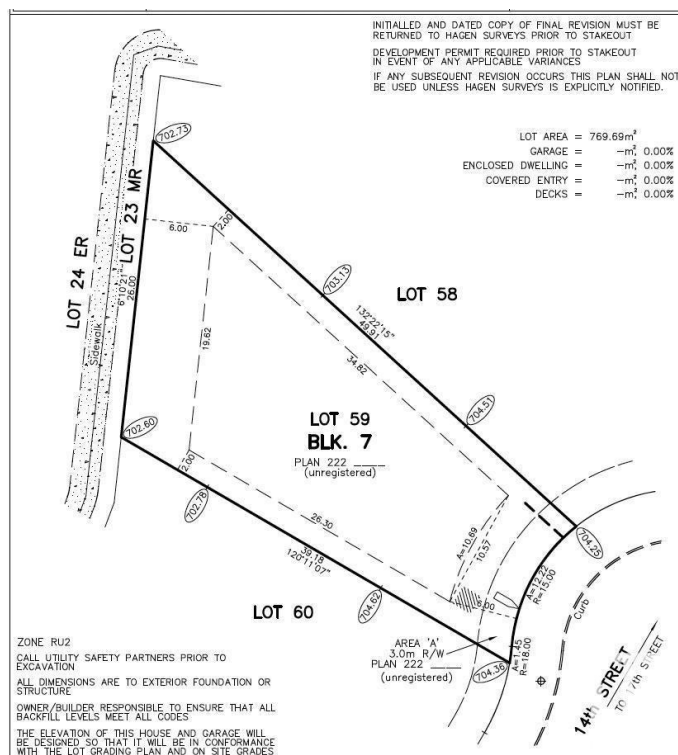 INITIALLED AND DATED COPY OF FINAL REVISION MUST BE
RETURNED TO HAGEN SURVEYS PRIOR TO STAKEOUT
DEVELOPMENT PERMIT REQUIRED PRIOR TO STAKEOUT
IN EVENT OF ANY APPLICABLE VARIANCES
IF ANY SUBSEQUENT REVISION OCCURS THIS PLAN SHALL NOT
BE USED UNLESS HAGEN SURVEYS IS EXPLICITLY NOTIFIED.
LOT AREA = 769.69m²
GARAGE = -m², 0.00%
ENCLOSED DWELLING = -m², 0.00%
COVERED ENTRY = -m², 0.00%
DECKS = -m², 0.00%
702.73
LOT 24 ER
Sidewalk
LOT 23 MR
6°10'21"
26.00
6.00
2.00
703.13
LOT 58
132°22'15"
49.91
34.82
19.62
704.51
LOT 59
BLK. 7
PLAN 222 ____
(unregistered)
702.60
2.00
702.78
26.30
39.18
120°11'07"
A=10.69
10.57
704.25
A=12.22
R=15.00
Curb
704.62
6.00
LOT 60
AREA 'A'
3.0m R/W
PLAN 222 ____
(unregistered)
704.36
A=1.45
R=18.00
14th STREET
TO 17th STREET
ZONE RU2
CALL UTILITY SAFETY PARTNERS PRIOR TO
EXCAVATION
ALL DIMENSIONS ARE TO EXTERIOR FOUNDATION OR
STRUCTURE
OWNER/BUILDER RESPONSIBLE TO ENSURE THAT ALL
BACKFILL LEVELS MEET ALL CODES
THE ELEVATION OF THIS HOUSE AND GARAGE WILL
BE DESIGNED SO THAT IT WILL BE IN CONFORMANCE
WITH THE LOT GRADING PLAN AND ON SITE GRADES